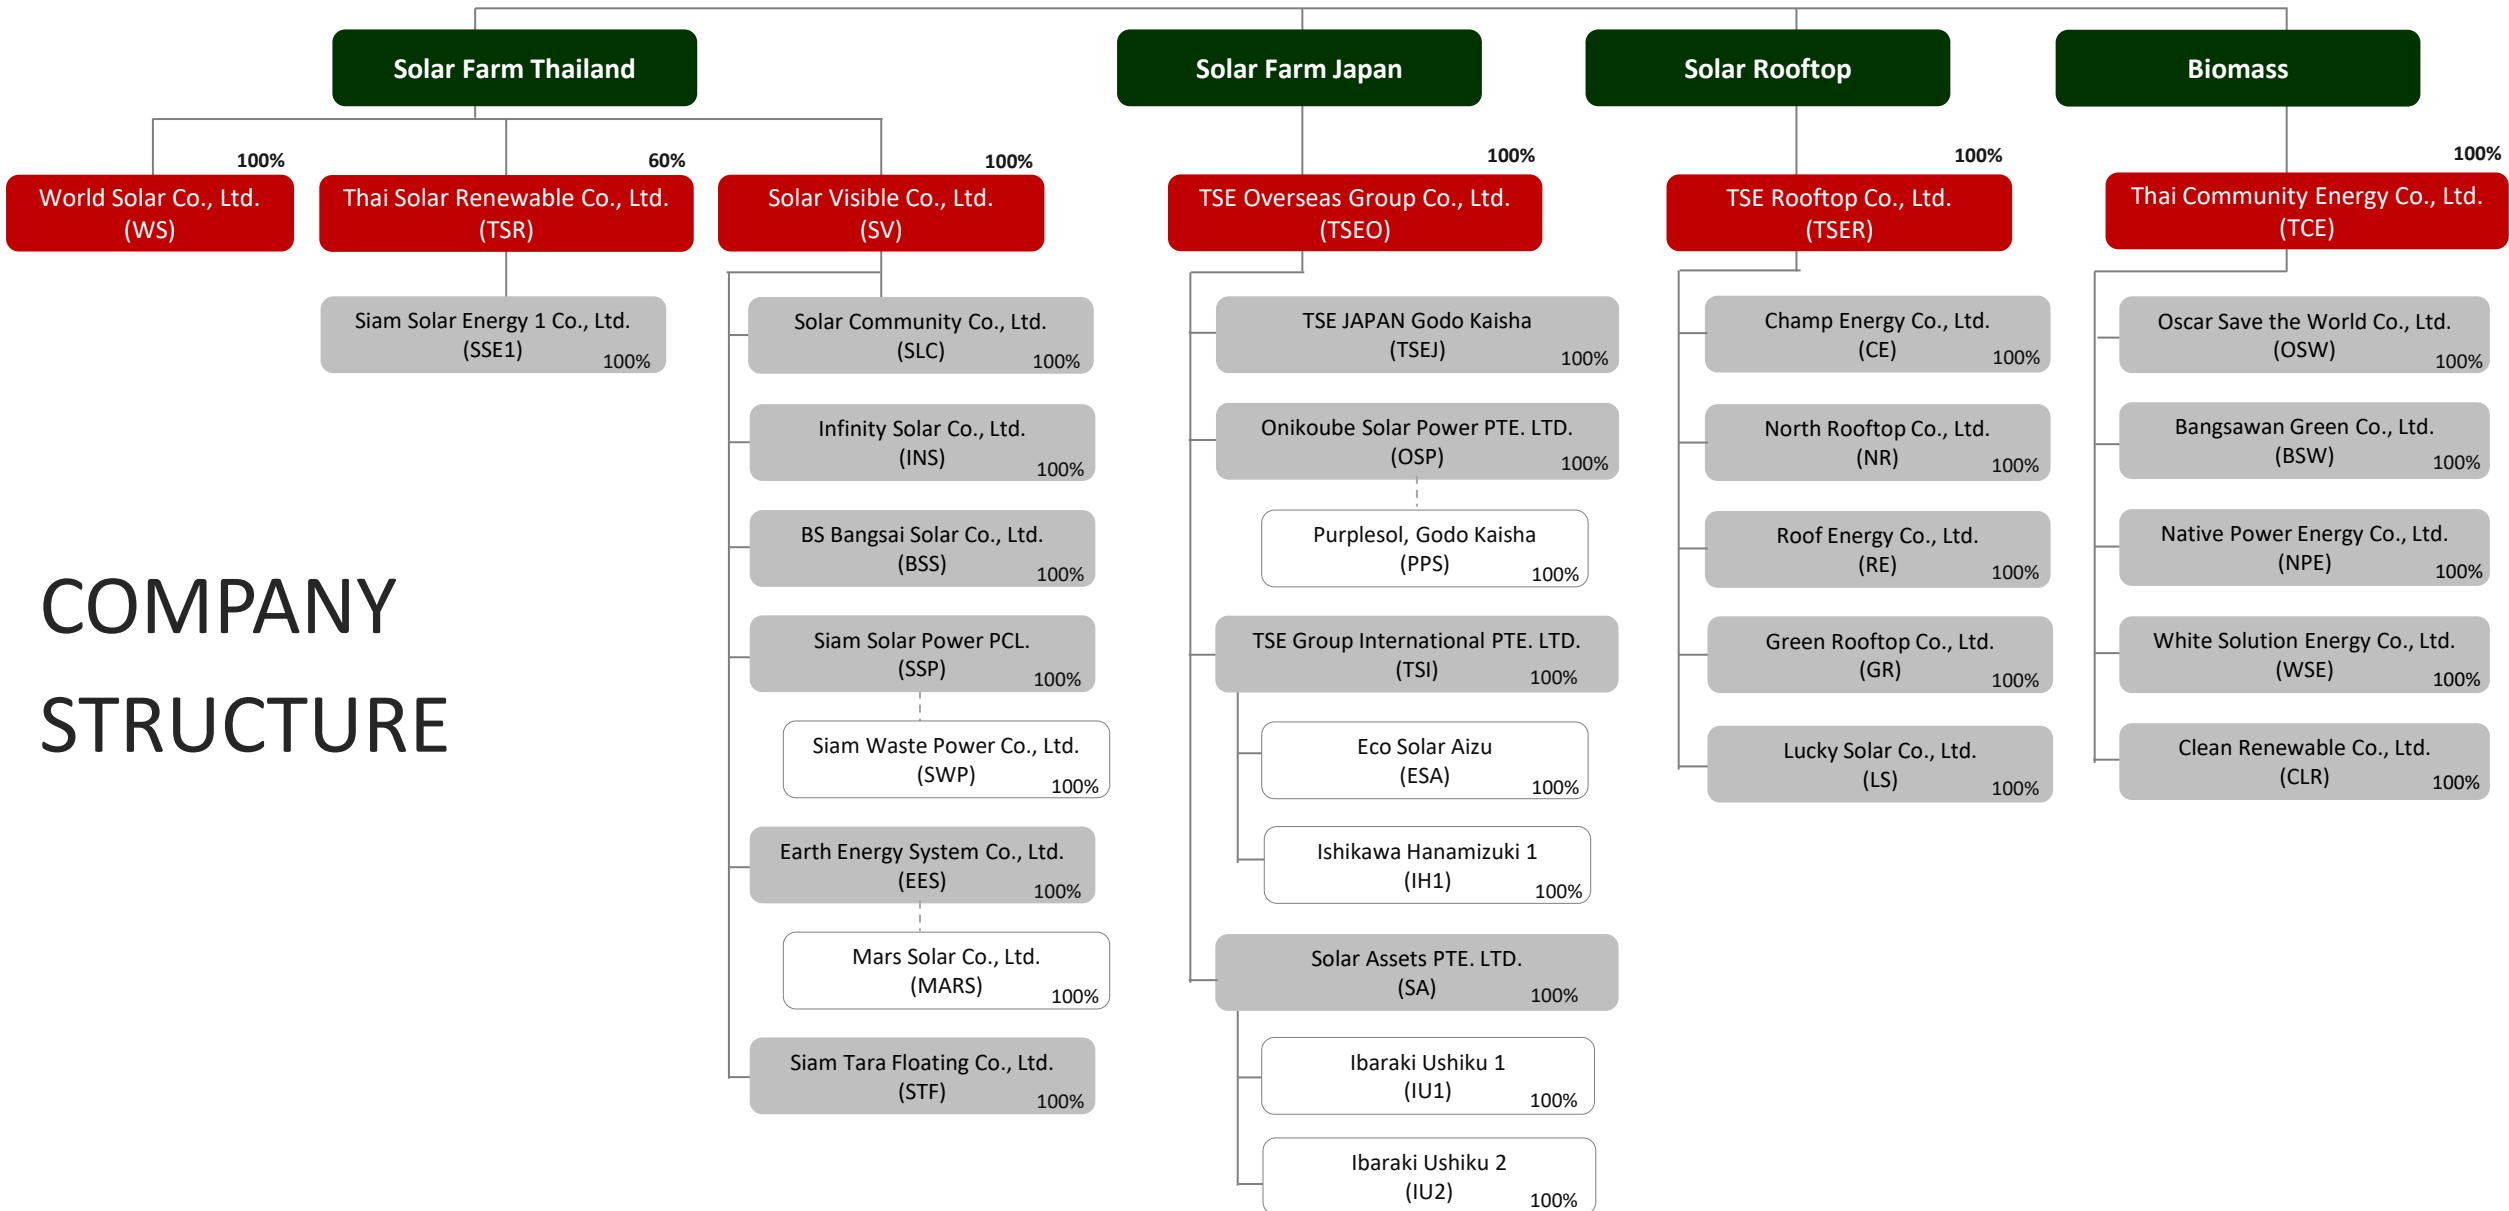 Solar Farm Thailand
Solar Farm Japan
Solar Rooftop
Biomass
100%
World Solar Co., Ltd.
(WS)
60%
Thai Solar Renewable Co., Ltd.
(TSR)
100%
Solar Visible Co., Ltd.
(SV)
100%
TSE Overseas Group Co., Ltd.
(TSEO)
100%
TSE Rooftop Co., Ltd.
(TSER)
100%
Thai Community Energy Co., Ltd.
(TCE)
Siam Solar Energy 1 Co., Ltd.
(SSE1)
100%
Solar Community Co., Ltd.
(SLC)
100%
Infinity Solar Co., Ltd.
(INS)
100%
BS Bangsai Solar Co., Ltd.
(BSS)
100%
Siam Solar Power PCL.
(SSP)
100%
Siam Waste Power Co., Ltd.
(SWP)
100%
Earth Energy System Co., Ltd.
(EES)
100%
Mars Solar Co., Ltd.
(MARS)
100%
Siam Tara Floating Co., Ltd.
(STF)
100%
TSE JAPAN Godo Kaisha
(TSEJ)
100%
Onikoube Solar Power PTE. LTD.
(OSP)
100%
Purplesol, Godo Kaisha
(PPS)
100%
TSE Group International PTE. LTD.
(TSI)
100%
Eco Solar Aizu
(ESA)
100%
Ishikawa Hanamizuki 1
(IH1)
100%
Solar Assets PTE. LTD.
(SA)
100%
Ibaraki Ushiku 1
(IU1)
100%
Ibaraki Ushiku 2
(IU2)
100%
Champ Energy Co., Ltd.
(CE)
100%
North Rooftop Co., Ltd.
(NR)
100%
Roof Energy Co., Ltd.
(RE)
100%
Green Rooftop Co., Ltd.
(GR)
100%
Lucky Solar Co., Ltd.
(LS)
100%
Oscar Save the World Co., Ltd.
(OSW)
100%
Bangsawan Green Co., Ltd.
(BSW)
100%
Native Power Energy Co., Ltd.
(NPE)
100%
White Solution Energy Co., Ltd.
(WSE)
100%
Clean Renewable Co., Ltd.
(CLR)
100%
COMPANY
STRUCTURE